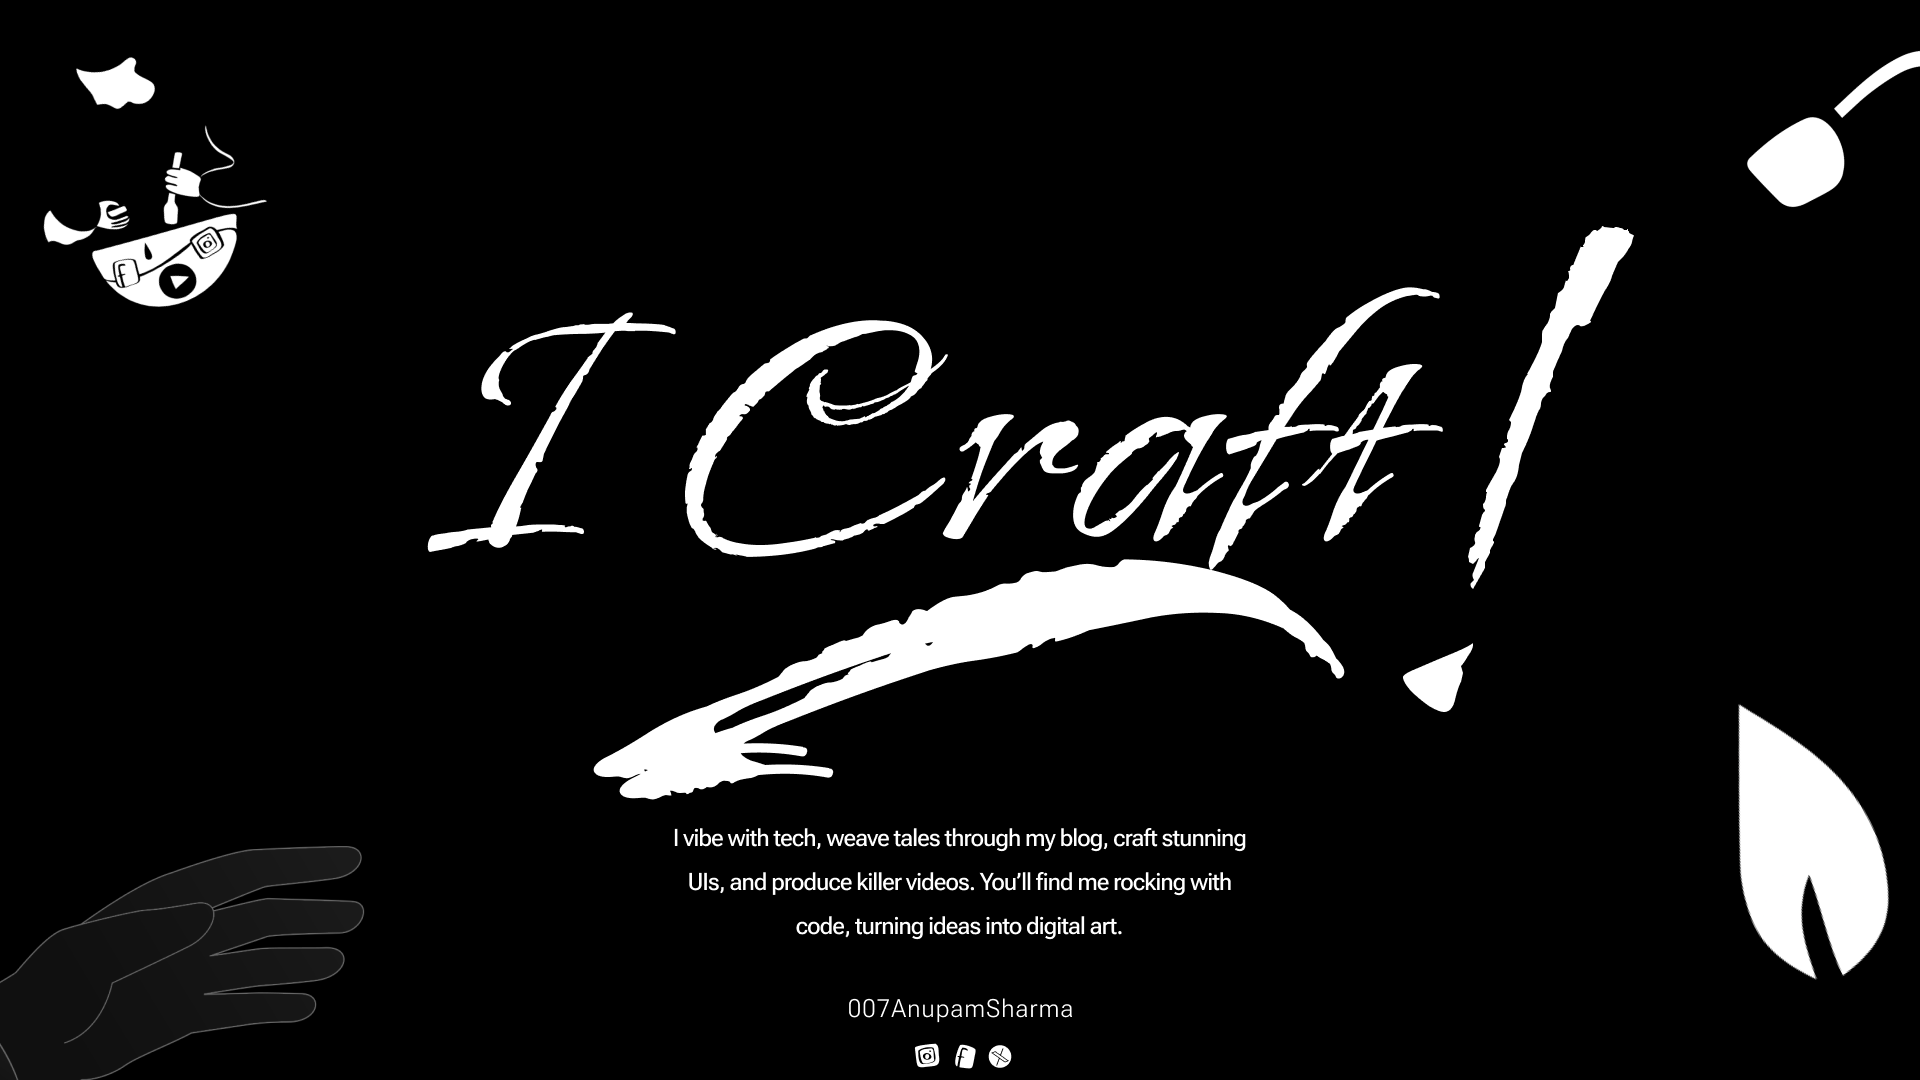 I Craft!
I vibe with tech, weave tales through my blog, craft stunning
UIs, and produce killer videos. You’ll find me rocking with
code, turning ideas into digital art.
007AnupamSharma